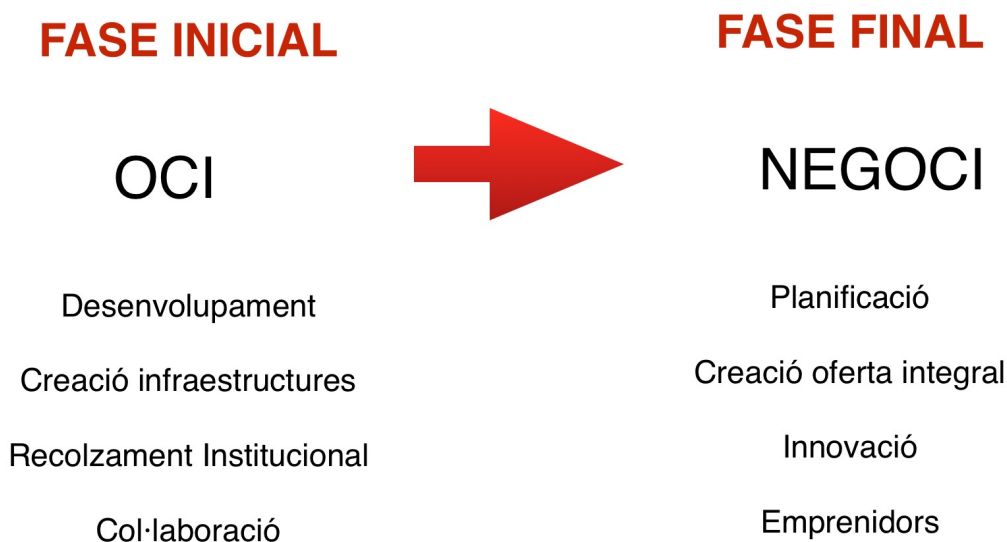 FASE INICIAL
OCI
Desenvolupament
Creació infraestructures
Recolzament Institucional
Col·laboració
FASE FINAL
NEGOCI
Planificació
Creació oferta integral
Innovació
Emprenidors